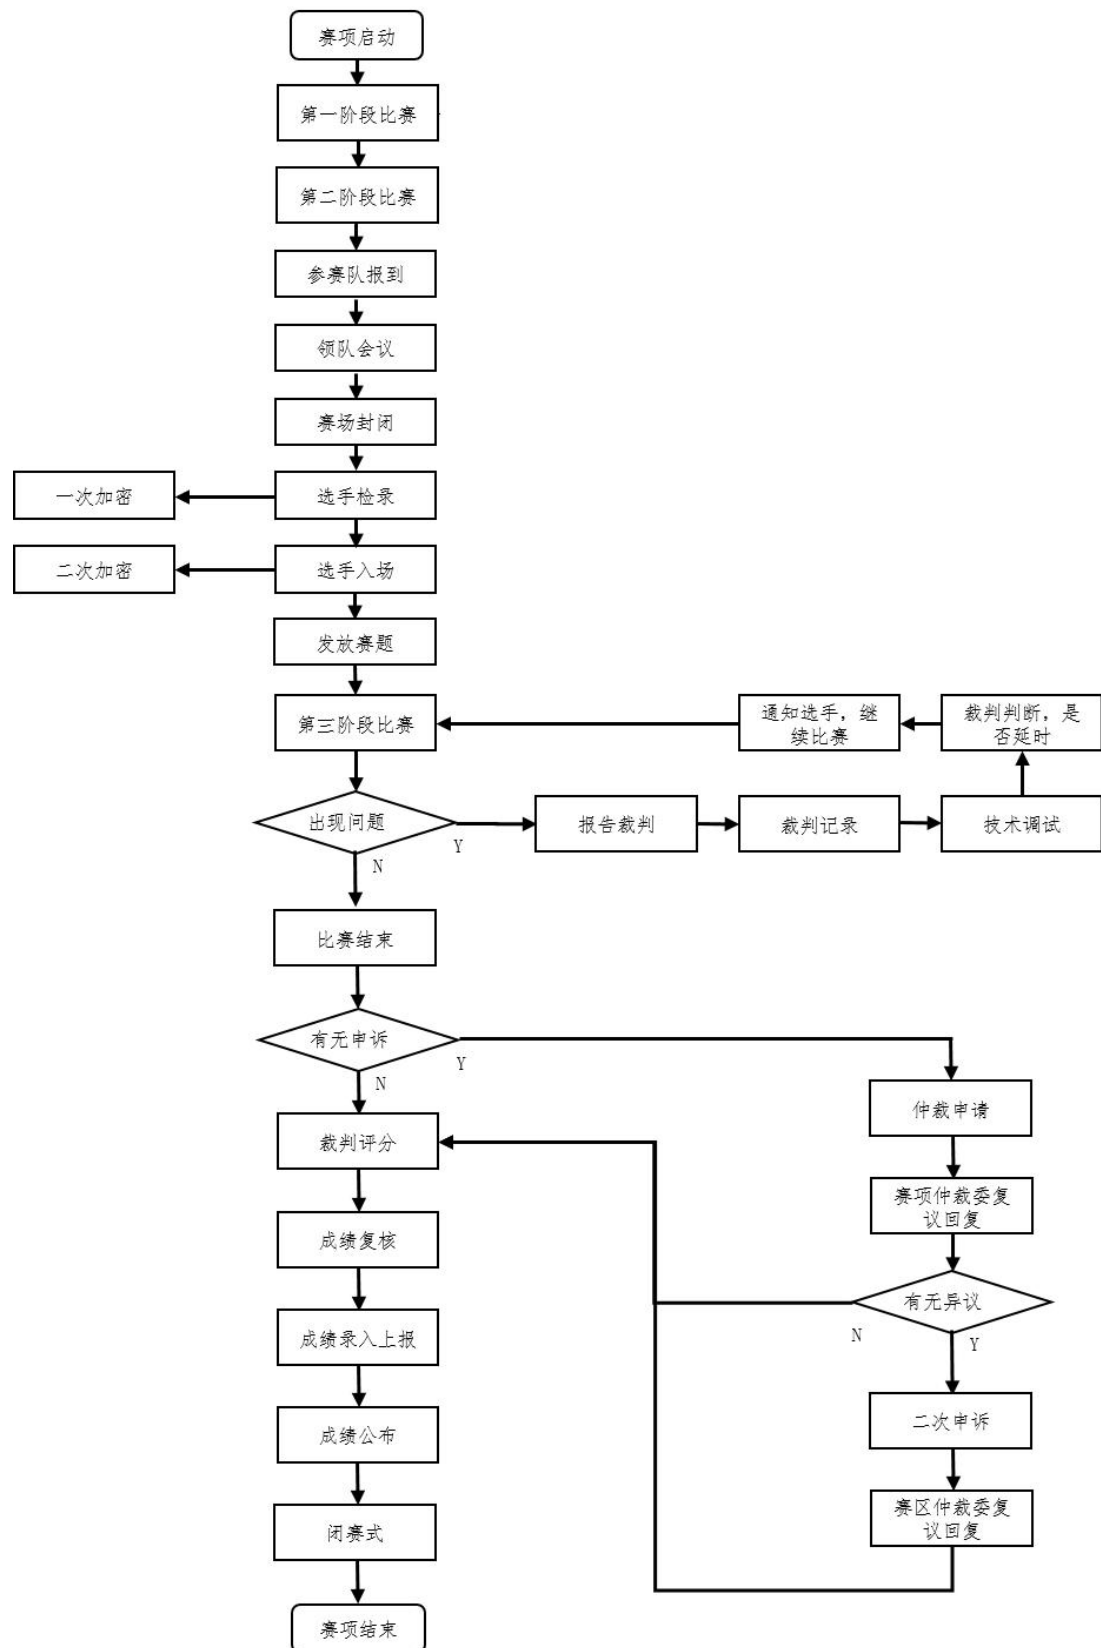 赛项启动
第一阶段比赛
第二阶段比赛
参赛队报到
领队会议
赛场封闭
一次加密
选手检录
二次加密
选手入场
发放赛题
第三阶段比赛
通知选手，继
续比赛
裁判判断，是
否延时
出现问题
Y
N
报告裁判
裁判记录
技术调试
比赛结束
有无申诉
Y
N
仲裁申请
裁判评分
赛项仲裁委复
议回复
成绩复核
有无异议
N
Y
成绩录入上报
二次申诉
成绩公布
赛区仲裁委复
议回复
闭赛式
赛项结束